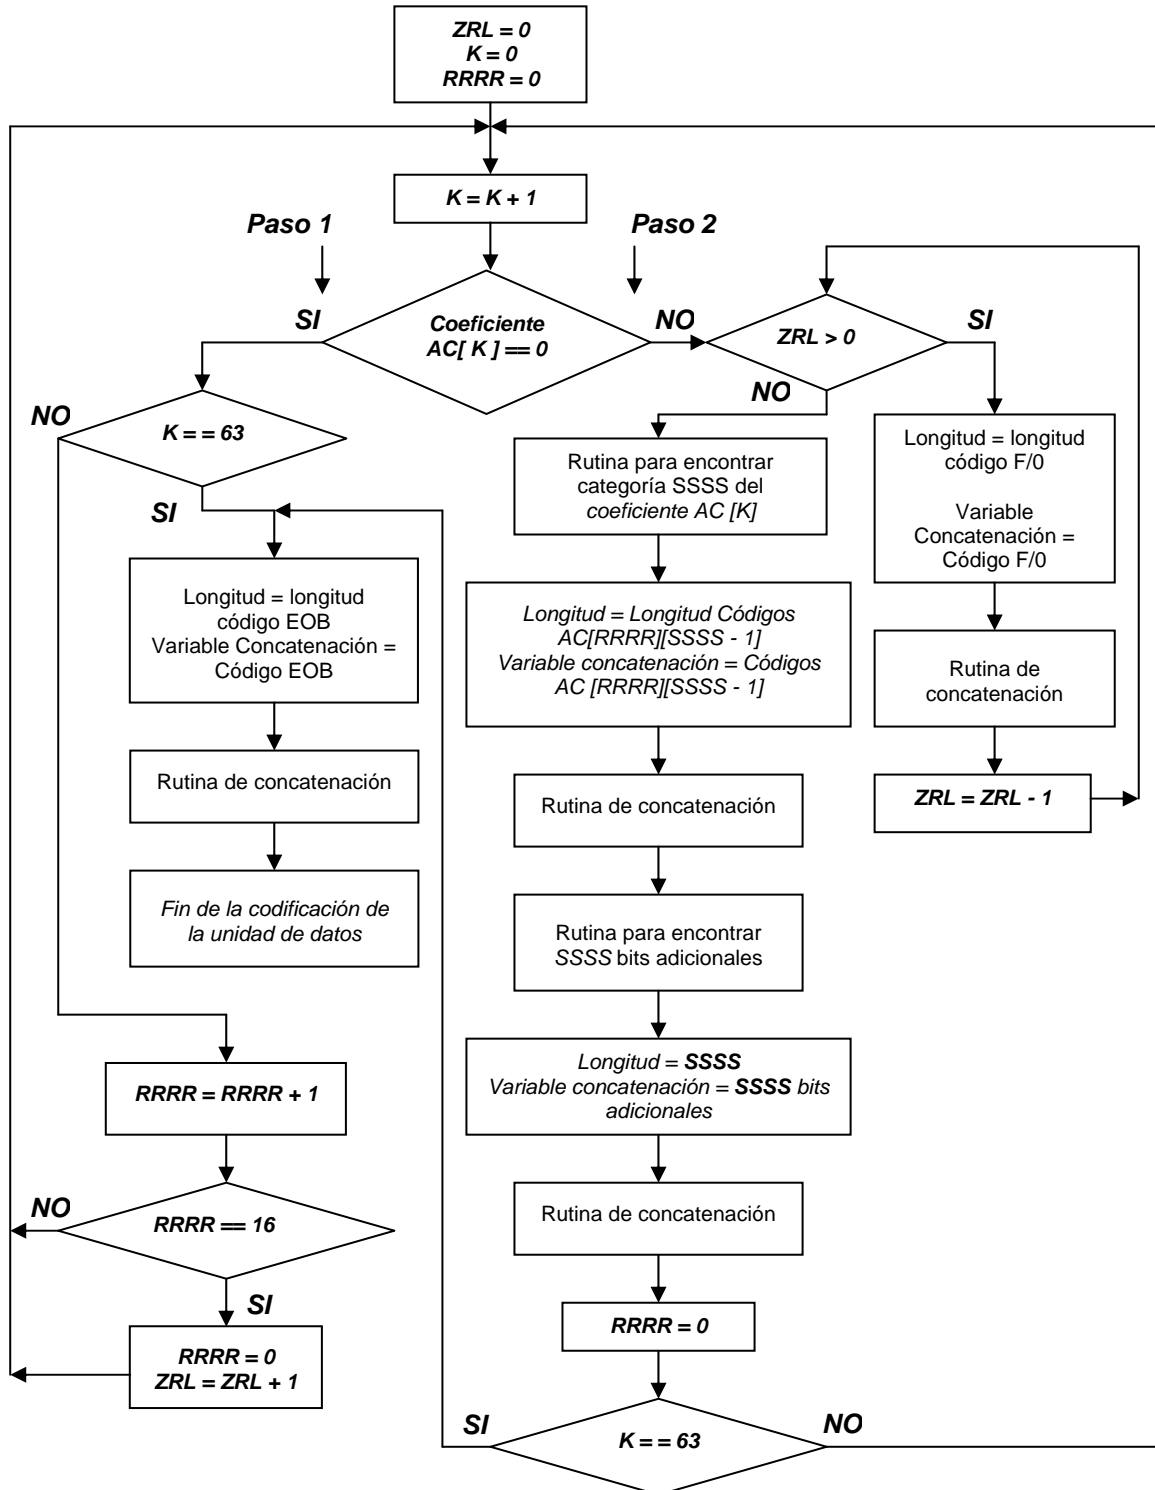 ZRL = 0
K = 0
RRRR = 0
K = K + 1
Paso 1
Paso 2
SI
Coeficiente
AC[ K ] == 0
NO
ZRL > 0
SI
NO
NO
K = = 63
SI
Rutina para encontrar
categoría SSSS del
coeficiente AC [K]
Longitud = longitud
código F/0
Variable
Concatenación =
Código F/0
Longitud = longitud
código EOB
Variable Concatenación =
Código EOB
Longitud = Longitud Códigos
AC[RRRR][SSSS - 1]
Variable concatenación = Códigos
AC [RRRR][SSSS - 1]
Rutina de
concatenación
Rutina de concatenación
Rutina de concatenación
ZRL = ZRL - 1
Fin de la codificación de
la unidad de datos
Rutina para encontrar
SSSS bits adicionales
Longitud = SSSS
Variable concatenación = SSSS bits
adicionales
RRRR = RRRR + 1
NO
RRRR == 16
Rutina de concatenación
SI
RRRR = 0
ZRL = ZRL + 1
RRRR = 0
SI
K = = 63
NO